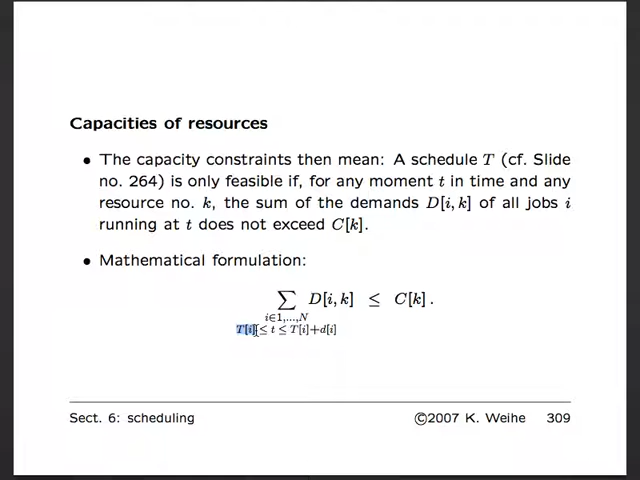 Capacities of resources
• The capacity constraints then mean: A schedule T (cf. Slide
no. 264) is only feasible if, for any moment t in time and any
resource no. k, the sum of the demands D[i, k] of all jobs i
running at t does not exceed C[k].
• Mathematical formulation:
∑ D[i, k] ≤ C[k] .
i∈1,...,N
T[i] ≤ t ≤ T[i]+d[i]
Sect. 6: scheduling ©2007 K. Weihe 309